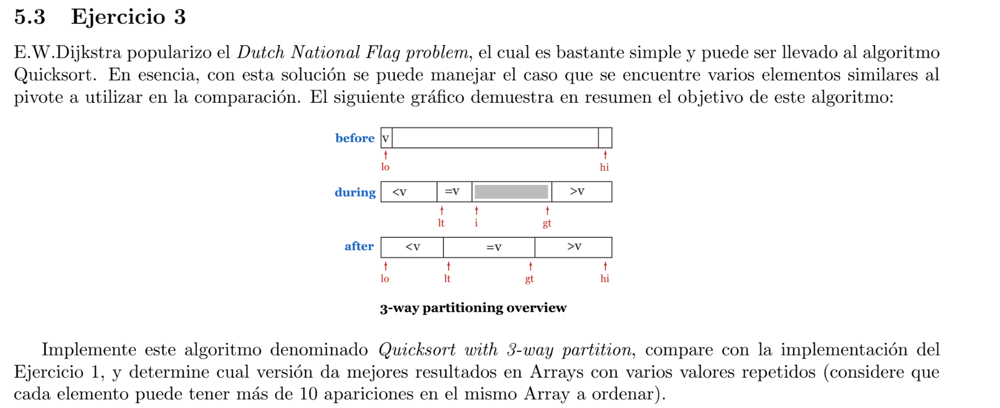 5.3 Ejercicio 3
E.W.Dijkstra popularizo el Dutch National Flag problem, el cual es bastante simple y puede ser llevado al algoritmo
Quicksort. En esencia, con esta solución se puede manejar el caso que se encuentre varios elementos similares al
pivote a utilizar en la comparación. El siguiente gráfico demuestra en resumen el objetivo de este algoritmo:
before v
lo hi
during <v =v >v
lt i gt
after <v =v >v
lo lt gt hi
3-way partitioning overview
Implemente este algoritmo denominado Quicksort with 3-way partition, compare con la implementación del
Ejercicio 1, y determine cual versión da mejores resultados en Arrays con varios valores repetidos (considere que
cada elemento puede tener más de 10 apariciones en el mismo Array a ordenar).